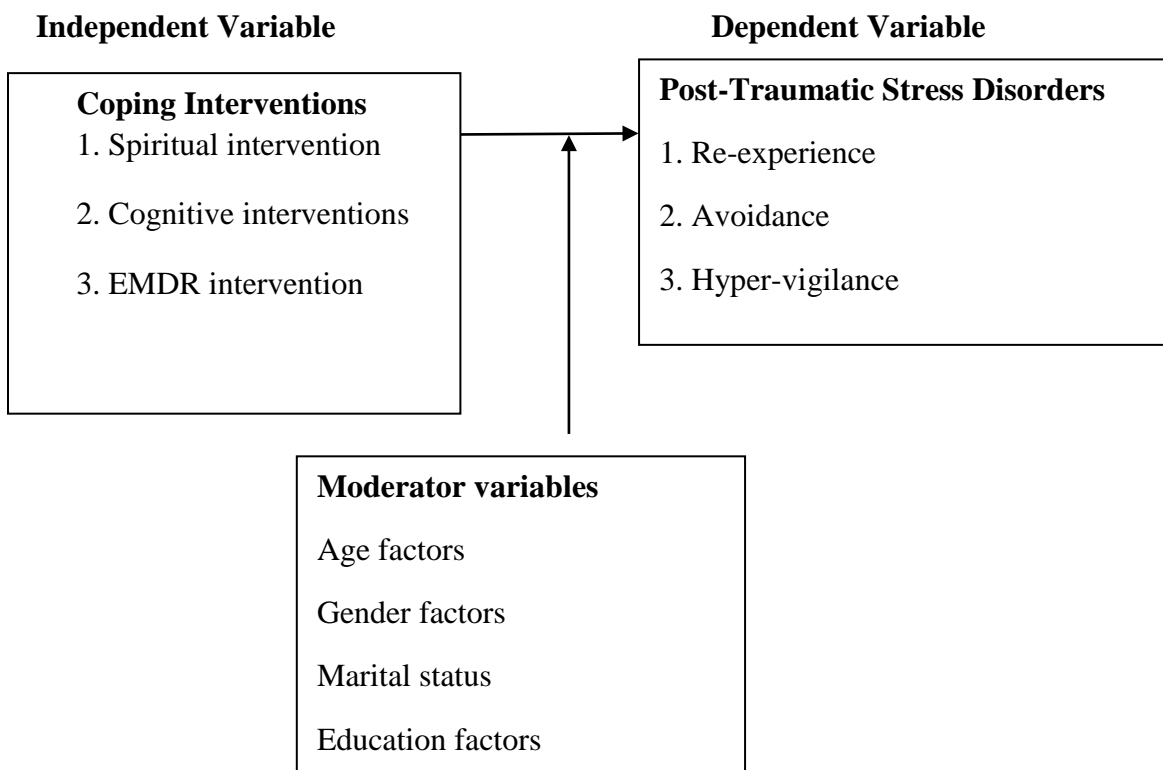 Independent Variable
Dependent Variable
Coping Interventions
1. Spiritual intervention
2. Cognitive interventions
3. EMDR intervention
Post-Traumatic Stress Disorders
1. Re-experience
2. Avoidance
3. Hyper-vigilance
Moderator variables
Age factors
Gender factors
Marital status
Education factors